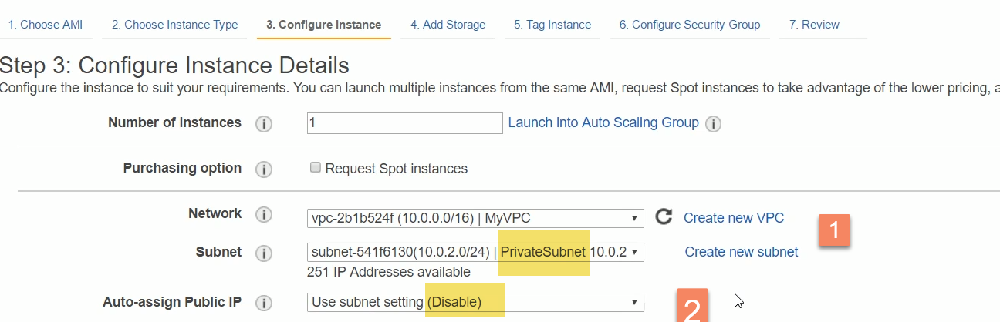 1. Choose AMI 2. Choose Instance Type 3. Configure Instance 4. Add Storage 5. Tag Instance 6. Configure Security Group 7. Review
Step 3: Configure Instance Details
Configure the instance to suit your requirements. You can launch multiple instances from the same AMI, request Spot instances to take advantage of the lower pricing, a
Number of instances i 1 Launch into Auto Scaling Group i
Purchasing option i Request Spot instances
Network i vpc-2b1b524f (10.0.0.0/16) | MyVPC Create new VPC
1
Subnet i subnet-541f6130(10.0.2.0/24) | PrivateSubnet 10.0.2 Create new subnet
251 IP Addresses available
Auto-assign Public IP i Use subnet setting (Disable)
2